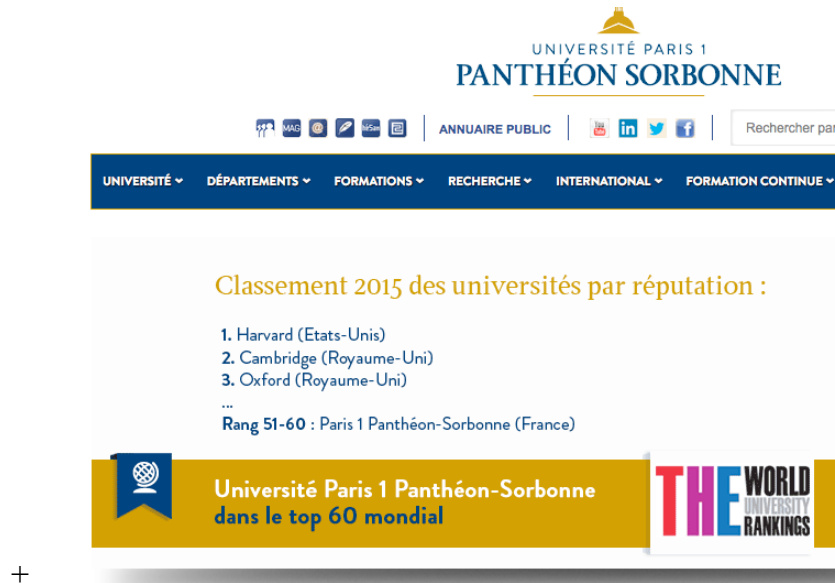 UNIVERSITÉ PARIS 1
PANTHÉON SORBONNE
MAG @ ANNUAIRE PUBLIC You Tube in f Rechercher par
UNIVERSITÉ DÉPARTEMENTS FORMATIONS RECHERCHE INTERNATIONAL FORMATION CONTINUE
Classement 2015 des universités par réputation :
1. Harvard (Etats-Unis)
2. Cambridge (Royaume-Uni)
3. Oxford (Royaume-Uni)
...
Rang 51-60 : Paris 1 Panthéon-Sorbonne (France)
Université Paris 1 Panthéon-Sorbonne
dans le top 60 mondial
THE WORLD
UNIVERSITY
RANKINGS